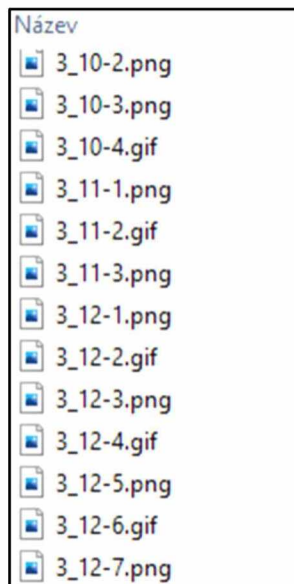 Název
3_10-2.png
3_10-3.png
3_10-4.gif
3_11-1.png
3_11-2.gif
3_11-3.png
3_12-1.png
3_12-2.gif
3_12-3.png
3_12-4.gif
3_12-5.png
3_12-6.gif
3_12-7.png